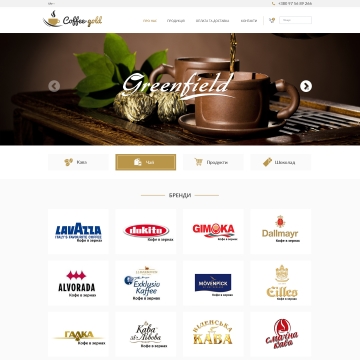 +380 97 56 89 266
Coffee gold
ПРО НАС
ПРОДУКЦІЯ
ОПЛАТА ТА ДОСТАВКА
КОНТАКТИ
Greenfield
Кава
Чай
Продукти
Шоколад
БРЕНДИ
LAVAZZA
ITALY'S FAVOURITE COFFEE
Кофе в зернах
dukita
Кофе в зернах
GIMOKA
Кофе в зернах
Dallmayr
Кофе в зернах
ALVORADA
Кофе в зернах
Exklusiv
Kaffee
Кофе в зернах
MÖVENPICK
Кофе в зернах
Eilles
Кофе в зернах
ГАЛКА
Кофе в зернах
Кава
зі Львова
Кофе в зернах
ВІДЕНСЬКА
КАВА
Смачна
кава